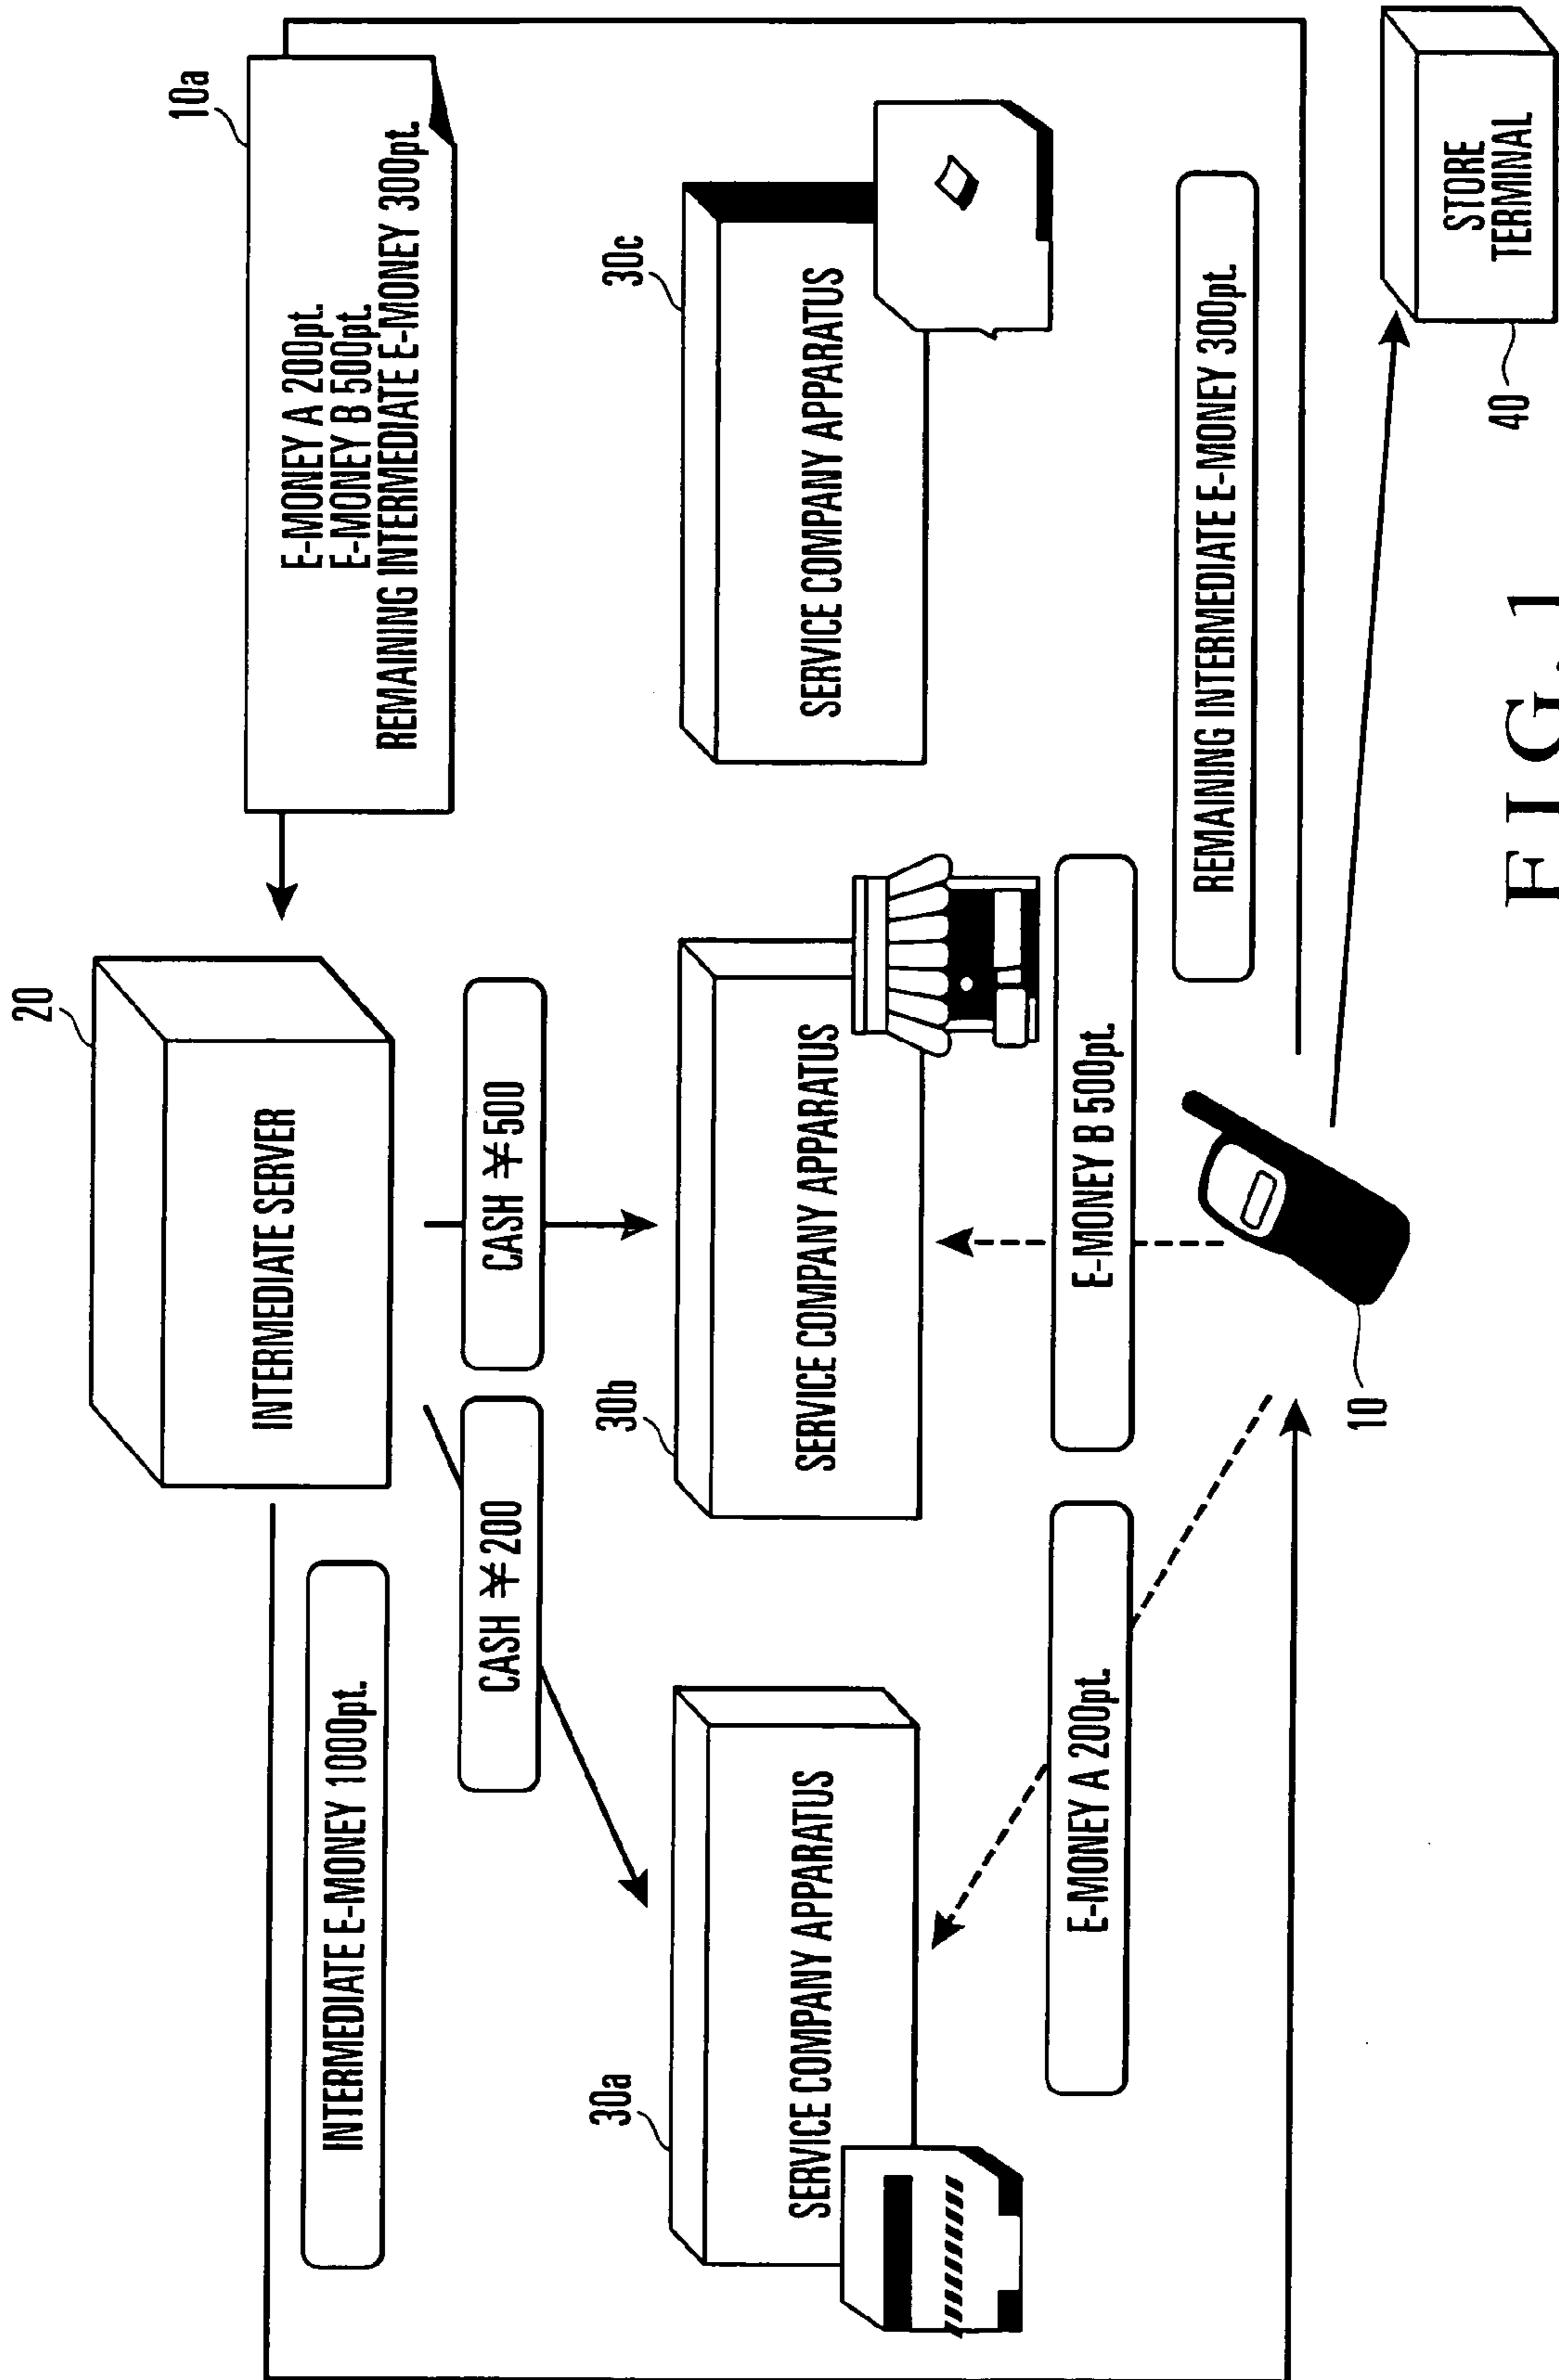 20
10a
INTERMEDIATE SERVER
E-MONEY A 200pt.
E-MONEY B 500pt.
REMAINING INTERMEDIATE E-MONEY 300pt.
INTERMEDIATE E-MONEY 1000pt.
CASH ¥200
CASH ¥500
30a
SERVICE COMPANY APPARATUS
30b
SERVICE COMPANY APPARATUS
30c
SERVICE COMPANY APPARATUS
E-MONEY A 200pt.
E-MONEY B 500pt.
REMAINING INTERMEDIATE E-MONEY 300pt.
10
40
STORE
TERMINAL
FIG. 1